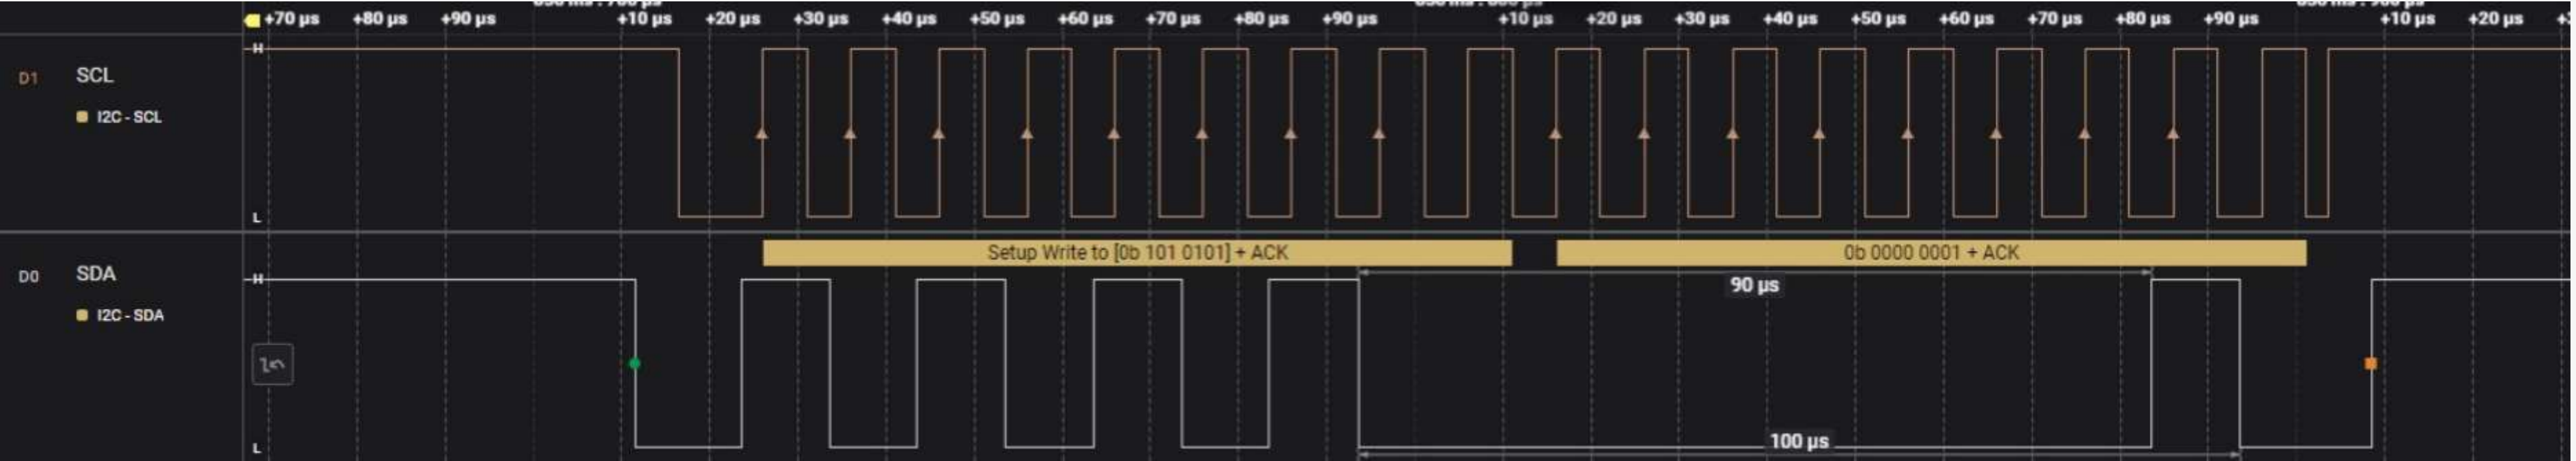 +70 µs +80 µs +90 µs +10 µs +20 µs +30 µs +40 µs +50 µs +60 µs +70 µs +80 µs +90 µs +10 µs +20 µs +30 µs +40 µs +50 µs +60 µs +70 µs +80 µs +90 µs +10 µs +20 µs
H
D1 SCL
I2C - SCL
L
Setup Write to [0b 101 0101] + ACK 0b 0000 0001 + ACK
D0 SDA H
90 µs
I2C - SDA
100 µs
L